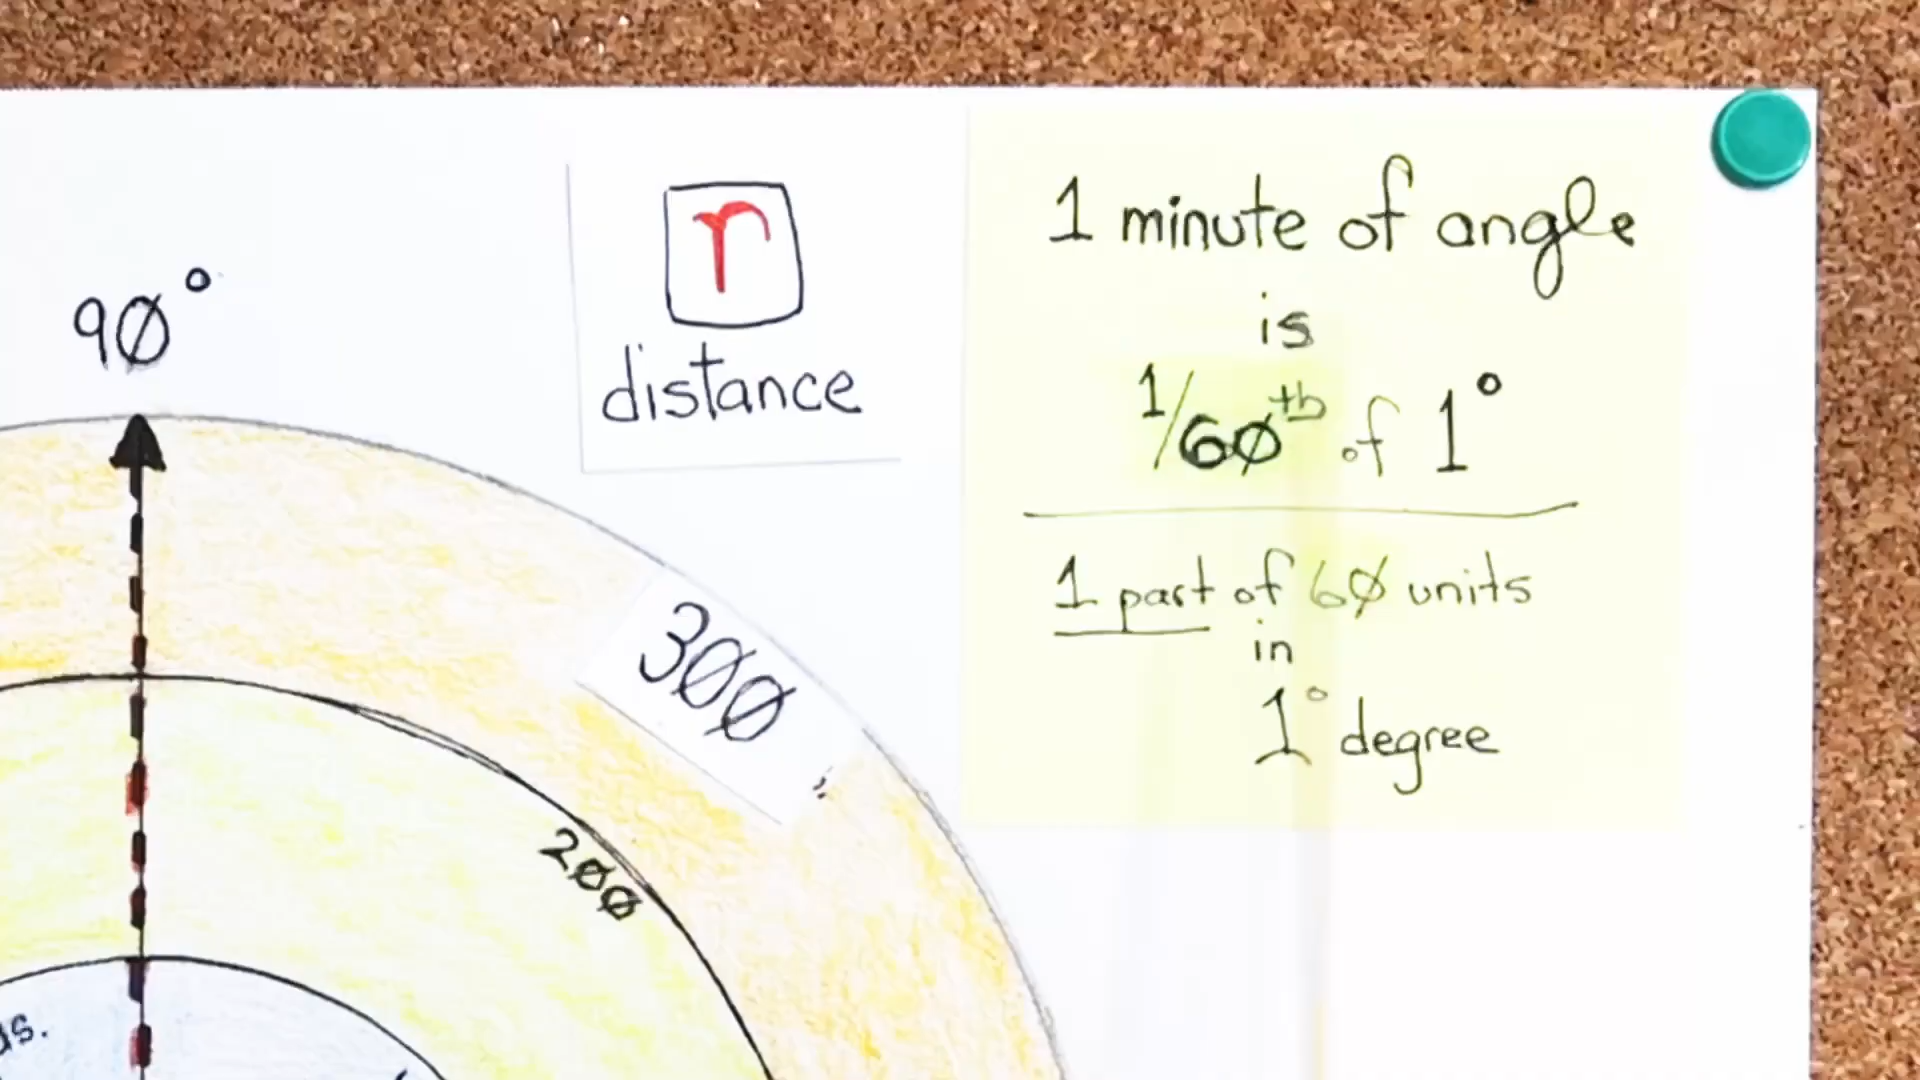 90°
r
distance
1 minute of angle
is
1/60th of 1°
1 part of 60 units
in
1° degree
300
200